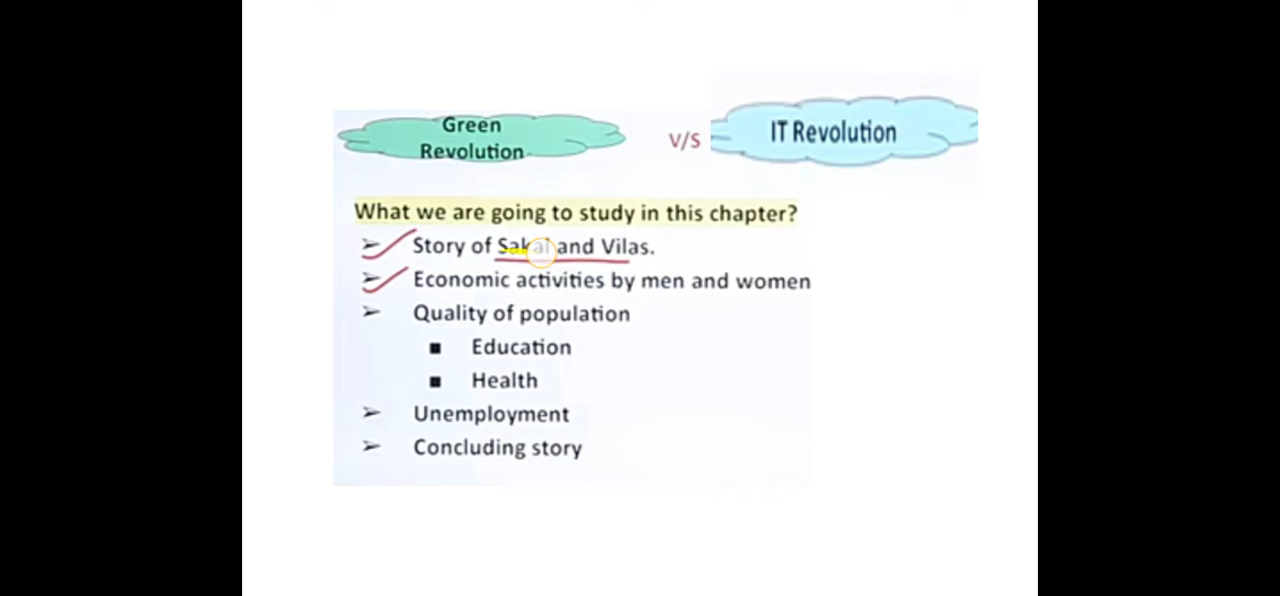 Green
Revolution
V/S
IT Revolution
What we are going to study in this chapter?
Story of Sakal and Vilas.
Economic activities by men and women
Quality of population
Education
Health
Unemployment
Concluding story